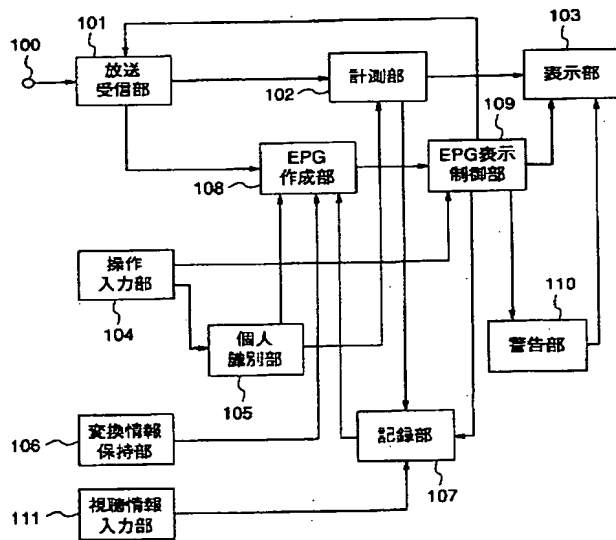 101
100
放送
受信部
計測部
102
103
表示部
109
EPG
作成部
108
EPG表示
制御部
操作
入力部
104
個人
識別部
105
110
警告部
106
変換情報
保持部
記録部
107
111
視聴情報
入力部